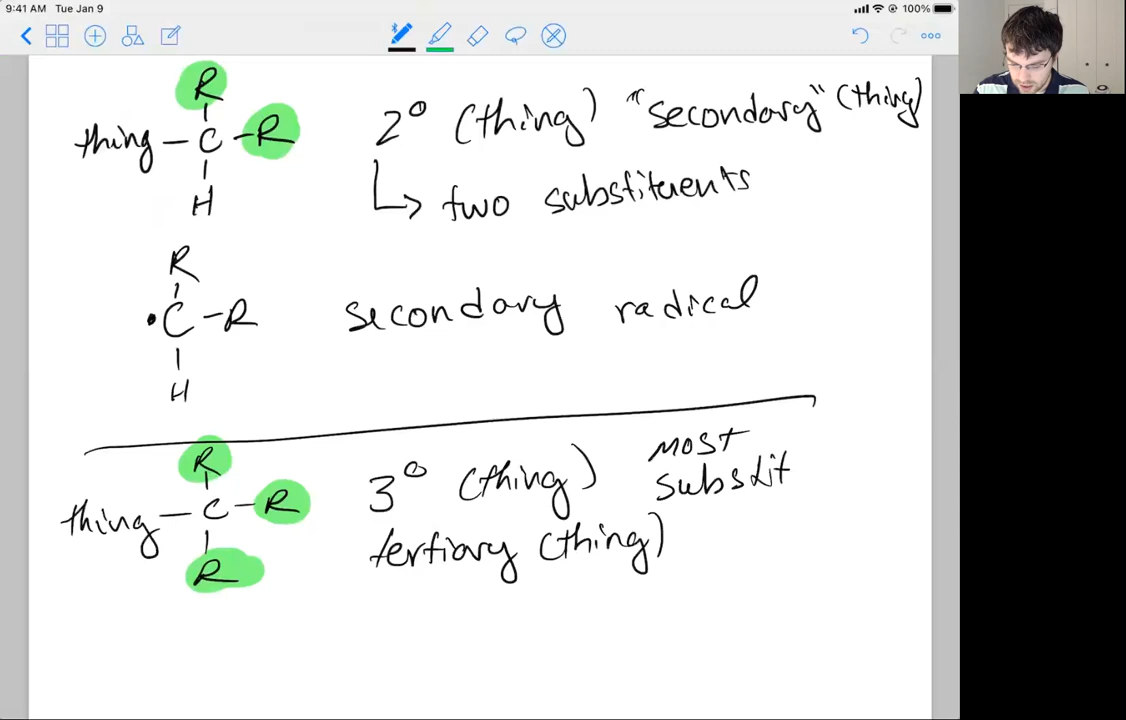 9:41 AM Tue Jan 9
100%
R
thing – C – R
H
2° (thing) "secondary" (thing)
↳ two substituents
R
•C – R
H
secondary radical
R
thing – C – R
R
3° (thing)
most
substit
tertiary (thing)